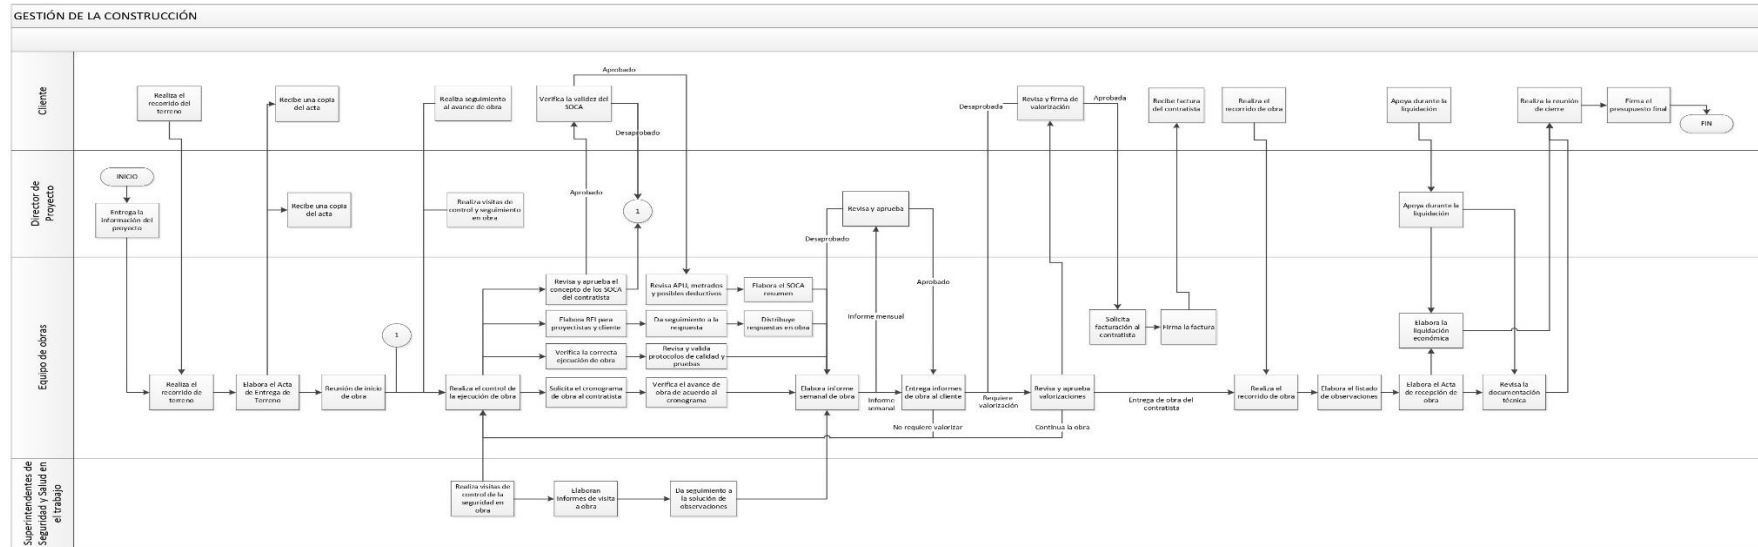 GESTIÓN DE LA CONSTRUCCIÓN
Cliente
Realiza el
recorrido del
terreno
Recibe una copia
del acta
Realiza seguimiento
al avance de obra
Verifica la validez del
SOCA
Aprobado
Desaprobado
Desaprobada
Revisa y firma de
valorización
Aprobada
Recibe factura
del contratista
Realiza el
recorrido de obra
Apoya durante la
liquidación
Realiza la reunión
de cierre
Firma el
presupuesto final
FIN
Director de
Proyecto
INICIO
Entrega la
información del
proyecto
Recibe una copia
del acta
Realiza visitas de
control y seguimiento
en obra
Aprobado
1
Revisa y aprueba
Desaprobado
Apoya durante la
liquidación
Equipo de obras
Realiza el
recorrido de
terreno
Elabora el Acta
de Entrega de
Terreno
Reunión de inicio
de obra
1
Realiza el control de
la ejecución de obra
Revisa y aprueba el
concepto de los SOCA
del contratista
Revisa APU, metrados
y posibles deductivos
Elabora el SOCA
resumen
Elabora RFI para
proyectistas y cliente
Da seguimiento a la
respuesta
Distribuye
respuestas en obra
Verifica la correcta
ejecución de obra
Revisa y valida
protocolos de calidad y
pruebas
Solicita el cronograma
de obra al contratista
Verifica el avance de
obra de acuerdo al
cronograma
Elabora informe
semanal de obra
Informe
semanal
Informe mensual
Aprobado
Entrega informes
de obra al cliente
Requiere
valorización
No requiere valorizar
Revisa y aprueba
valorizaciones
Continua la obra
Solicita
facturación al
contratista
Firma la factura
Entrega de obra del
contratista
Realiza el
recorrido de obra
Elabora el listado
de observaciones
Elabora la
liquidación
económica
Elabora el Acta
de recepción de
obra
Revisa la
documentación
técnica
Superintendentes de
Seguridad y Salud en
el trabajo
Realiza visitas de
control de la
seguridad en
obra
Elaboran
informes de visita
a obra
Da seguimiento a
la solución de
observaciones